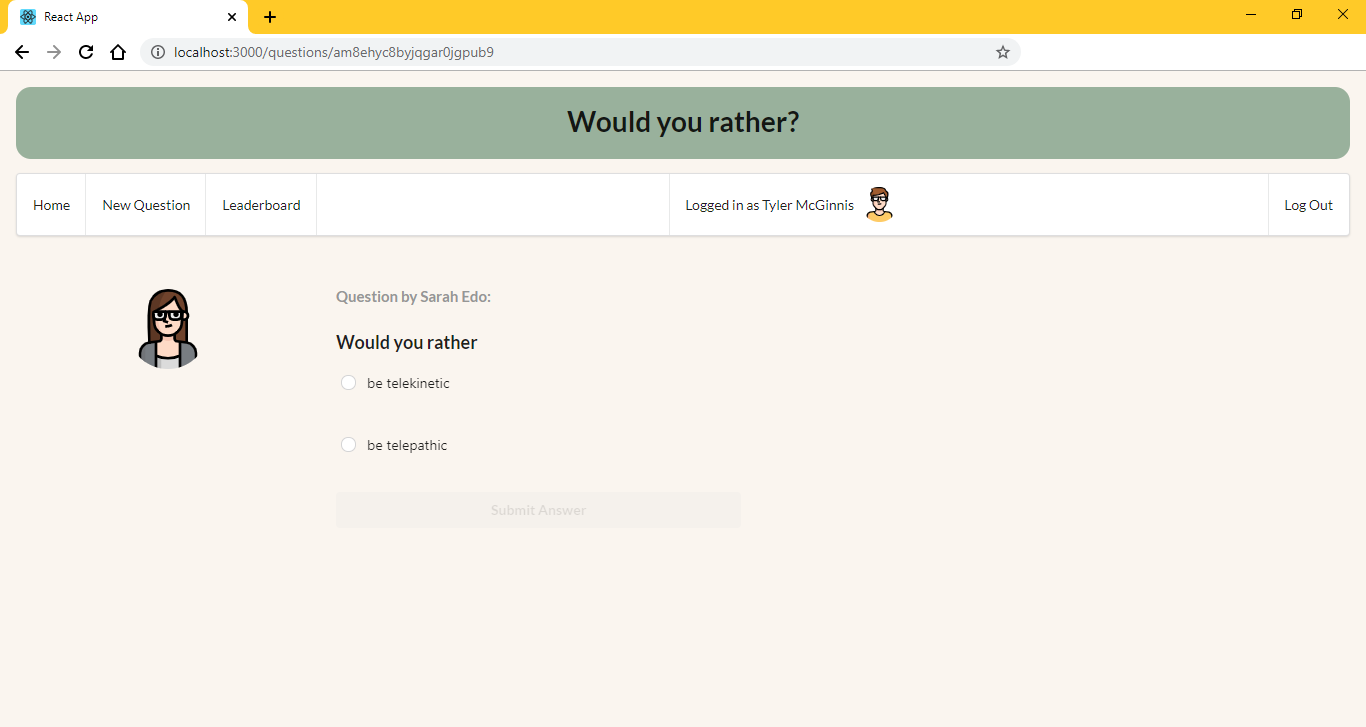 React App
localhost:3000/questions/am8ehyc8byjqgar0jgpub9
Would you rather?
Home New Question Leaderboard Logged in as Tyler McGinnis Log Out
Question by Sarah Edo:
Would you rather
be telekinetic
be telepathic
Submit Answer